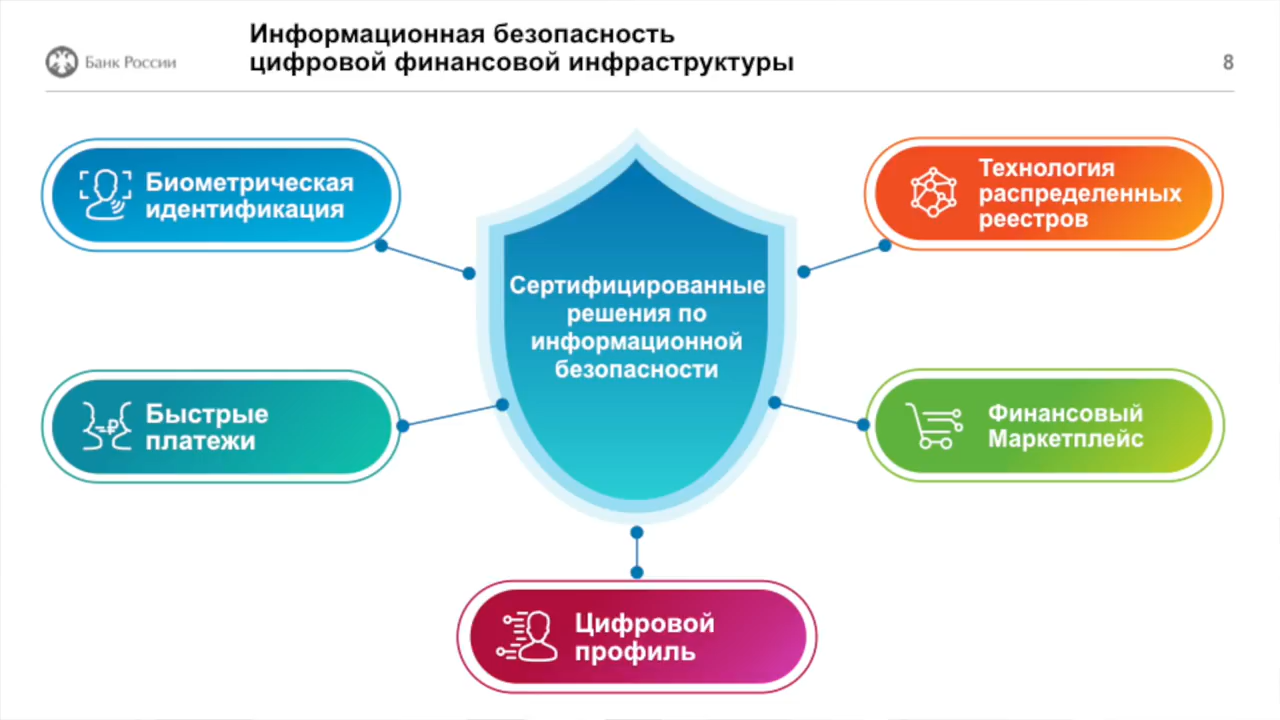 Информационная безопасность
цифровой финансовой инфраструктуры
Банк России
8
Биометрическая
идентификация
Технология
распределенных
реестров
Сертифицированные
решения по
информационной
безопасности
Быстрые
платежи
Финансовый
Маркетплейс
Цифровой
профиль